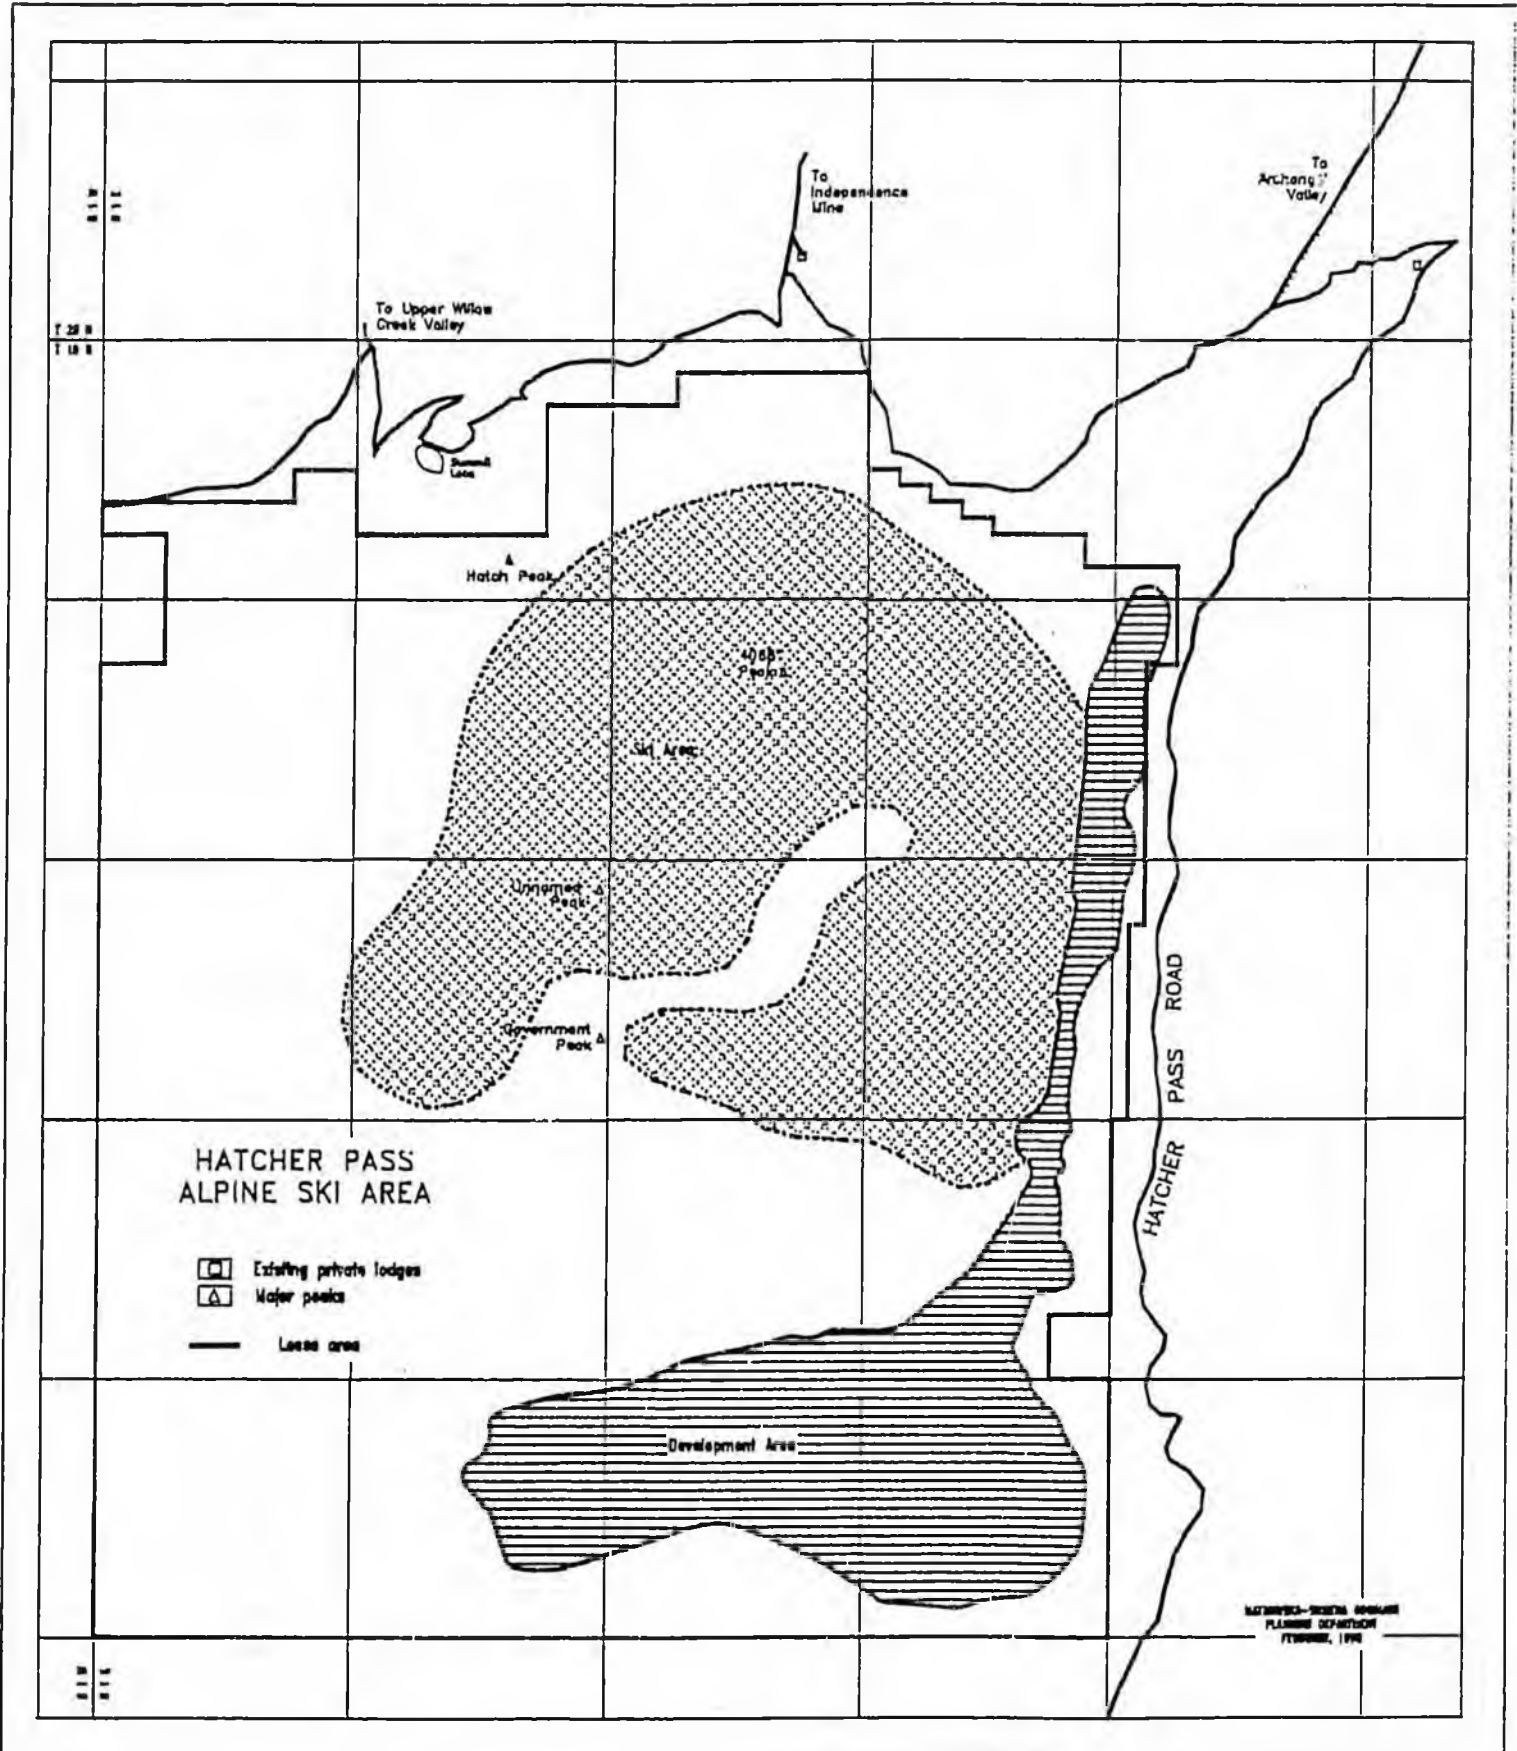 To
Independence
Mine
To
Valley
To Upper Willow
Creek Valley
Summit
Lake
Hatch Peak
Peak
Ski Area
Unnamed
Peak
Government
Peak
HATCHER PASS ROAD
HATCHER PASS
ALPINE SKI AREA
Existing private lodges
Major peaks
Lease area
Development Area
PLANNING DEPARTMENT